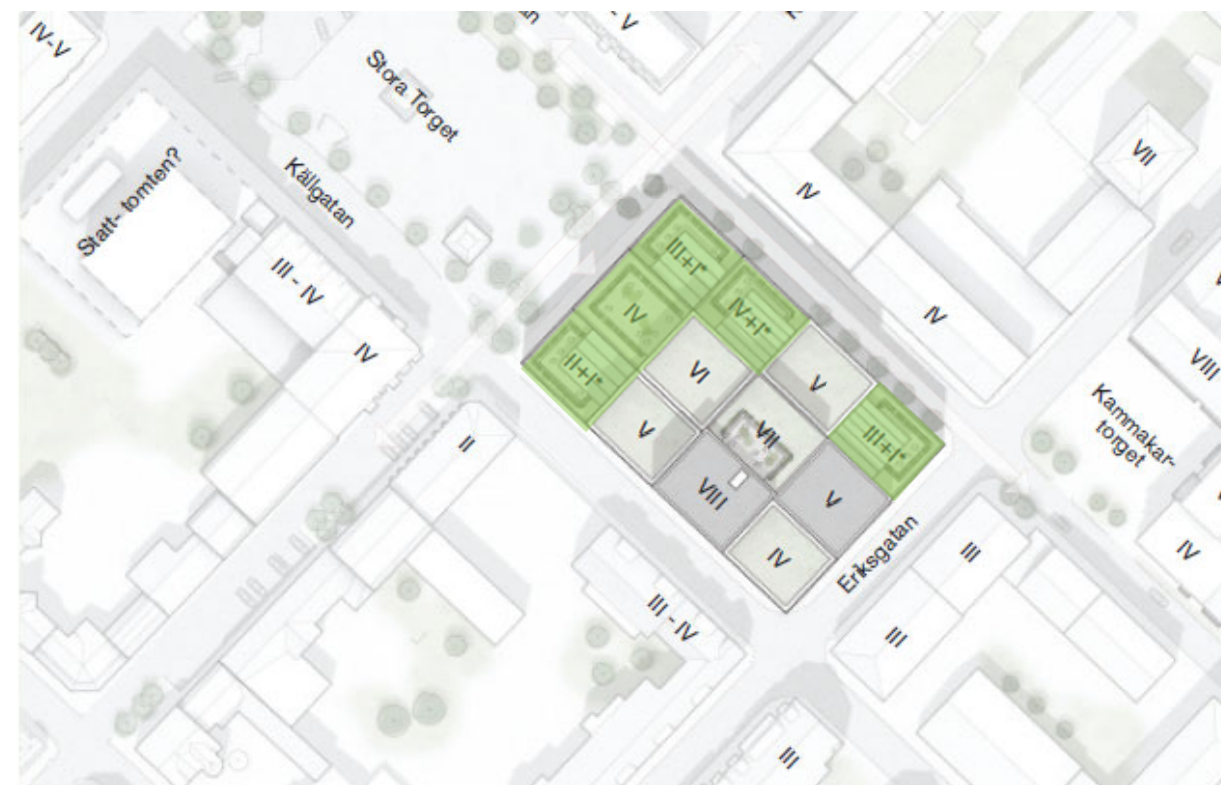 IV-V
Stora Torget
Statt- tomten?
Källgatan
VII
IV
III - IV
III+I*
IV
IV+I*
IV
IV
II+I*
VI
V
VIII
Kammakar-
torget
V
VII
III+I*
II
VIII
V
IV
Eriksgatan
III
IV
III - IV
III
III